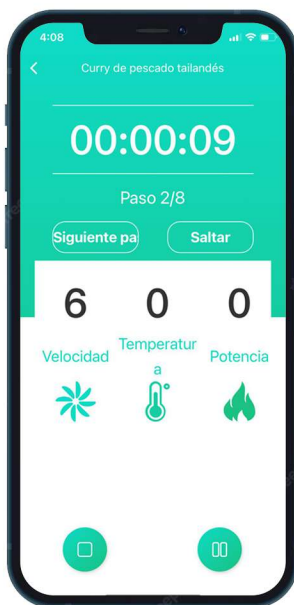 4:08
Curry de pescado tailandés
00:00:09
Paso 2/8
Siguiente pa
Saltar
6 0 0
Velocidad
Temperatur
a
Potencia